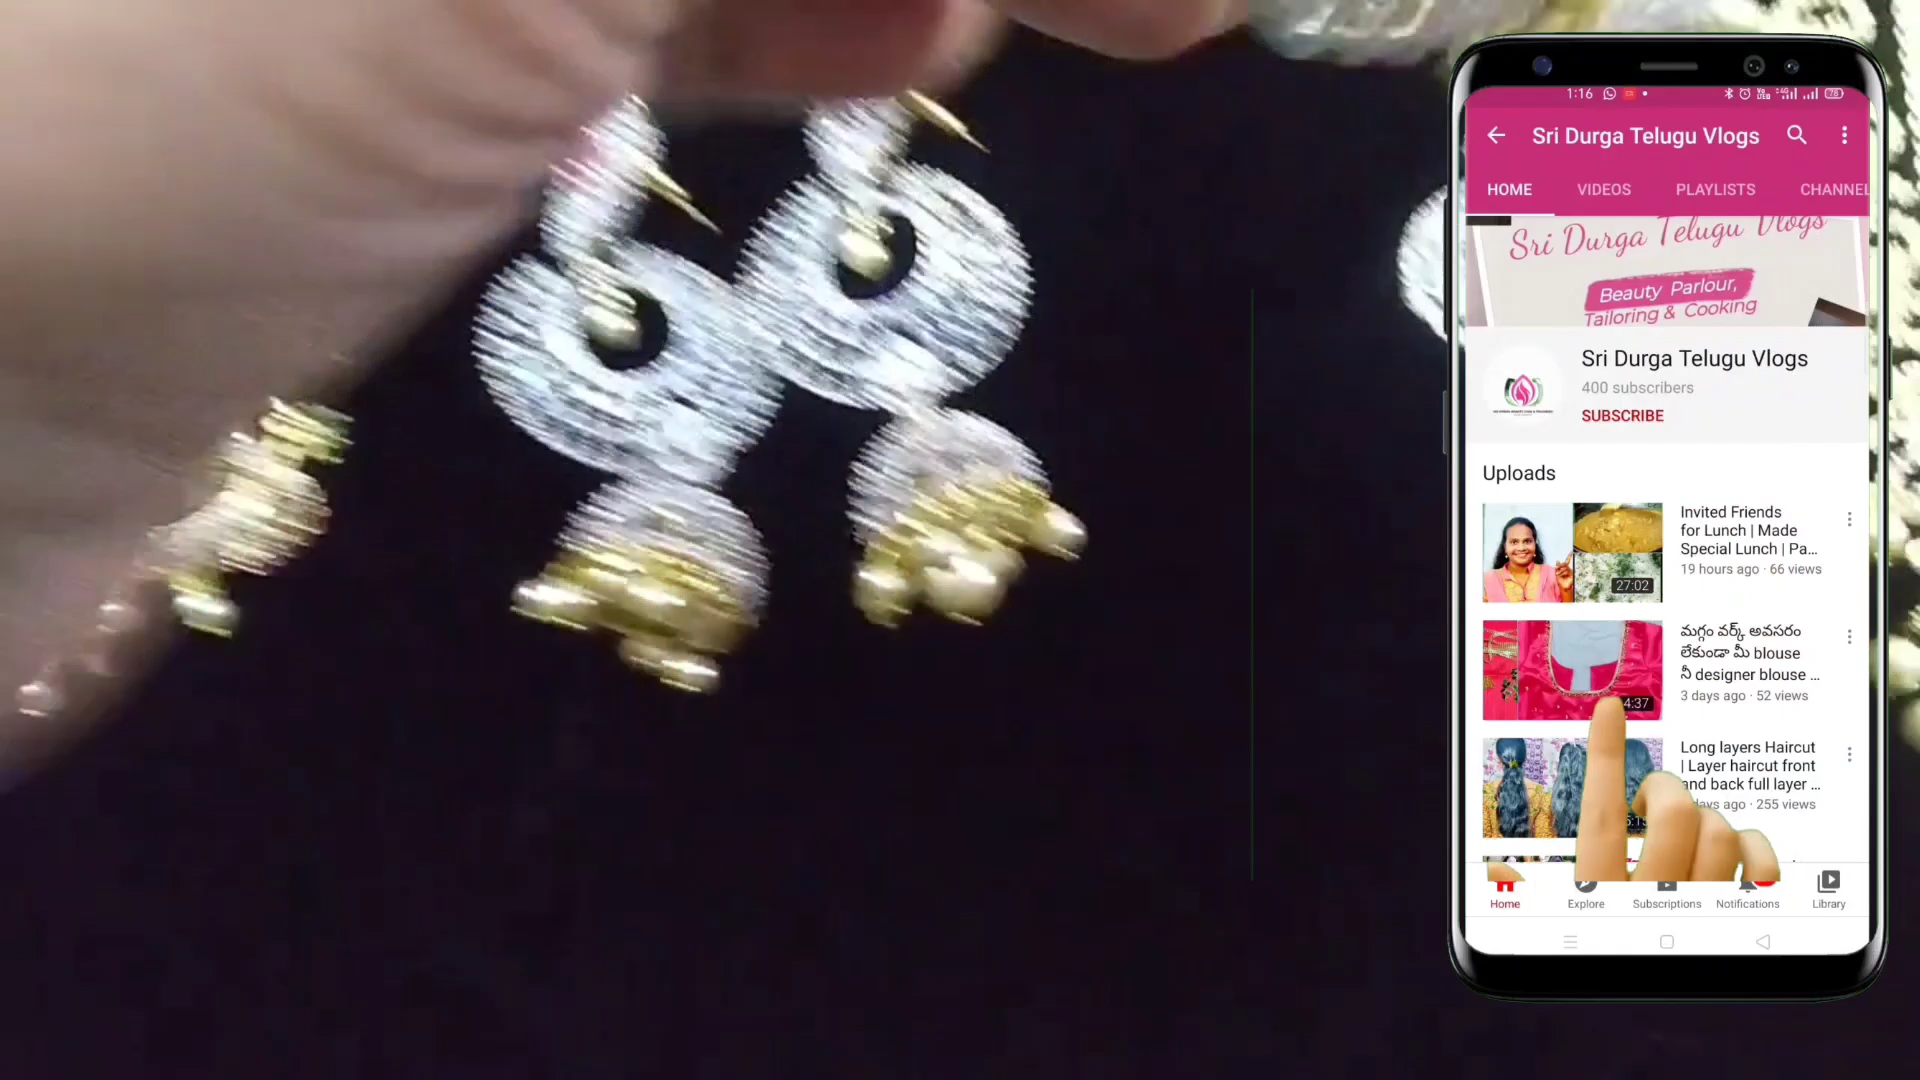 1:16
78
Sri Durga Telugu Vlogs
HOME VIDEOS PLAYLISTS CHANNEL
Sri Durga Telugu Vlogs
Beauty Parlour,
Tailoring & Cooking
Sri Durga Telugu Vlogs
400 subscribers
SUBSCRIBE
Uploads
Invited Friends
for Lunch | Made
Special Lunch | Pa...
19 hours ago · 66 views
27:02
మగ్గం వర్క్ అవసరం
లేకుండా మీ blouse
నీ designer blouse ...
3 days ago · 52 views
4:37
Long layers Haircut
| Layer haircut front
and back full layer ...
days ago · 255 views
Home Explore Subscriptions Notifications Library